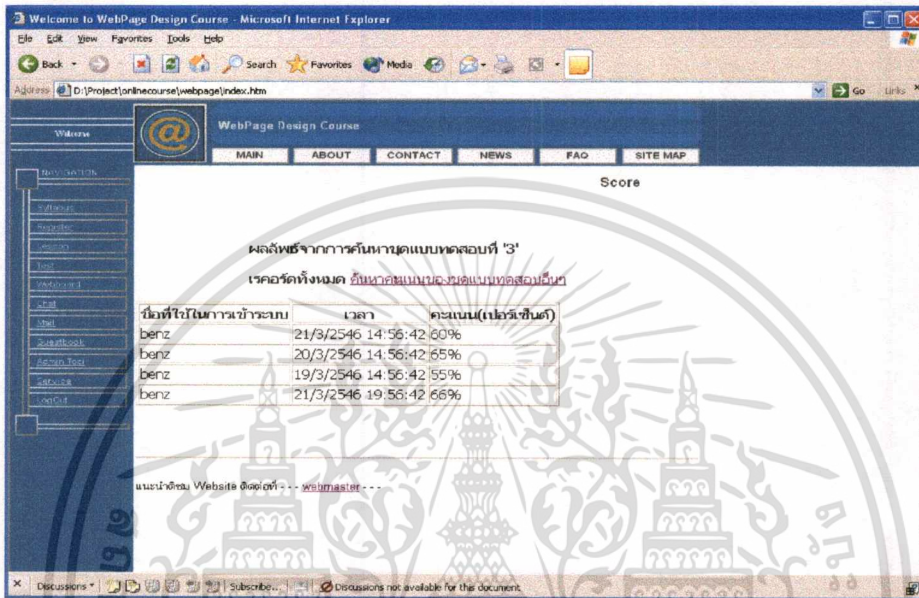 Welcome to WebPage Design Course - Microsoft Internet Explorer
File Edit View Favorites Tools Help
Back Search Favorites Media
Address D:\Project\onlinecourse\webpage\index.htm Go Links
Welcome
WebPage Design Course
MAIN ABOUT CONTACT NEWS FAQ SITE MAP
NAVIGATION
Score
Syllabus
Register
Lesson
Test
Webboard
Chat
Mail
Guestbook
Admin Tool
Services
LogOut
ผลลัพธ์จากการค้นหาชุดแบบทดสอบที่ '3'
เรคอร์ดทั้งหมด ค้นหาคะแนนของชุดแบบทดสอบอื่นๆ
ชื่อที่ใช้ในการเข้าระบบ เวลา คะแนน(เปอร์เซ็นต์)
benz 21/3/2546 14:56:42 60%
benz 20/3/2546 14:56:42 65%
benz 19/3/2546 14:56:42 55%
benz 21/3/2546 19:56:42 66%
แนะนำติชม Website ติดต่อที่ - - - webmaster - - -
Discussions Subscribe... Discussions not available for this document